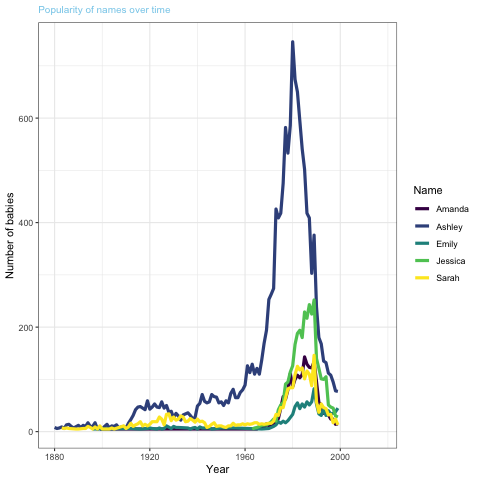 Popularity of names over time
600
400
200
0
Number of babies
1880
1920
1960
2000
Year
Name
Amanda
Ashley
Emily
Jessica
Sarah